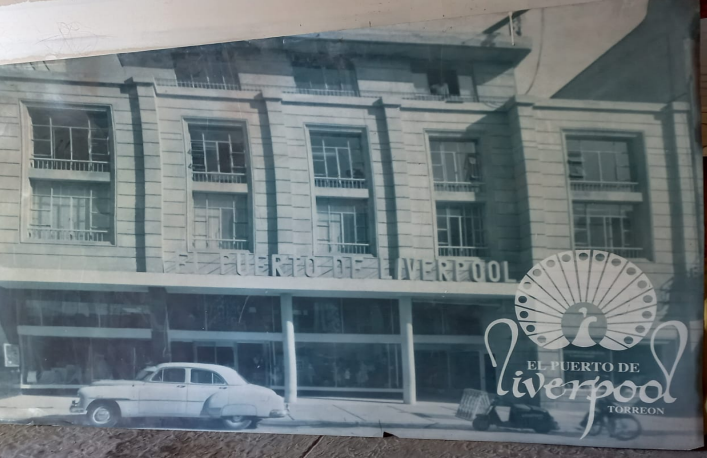 EL PUERTO DE LIVERPOOL
EL PUERTO DE
liverpool
TORREON